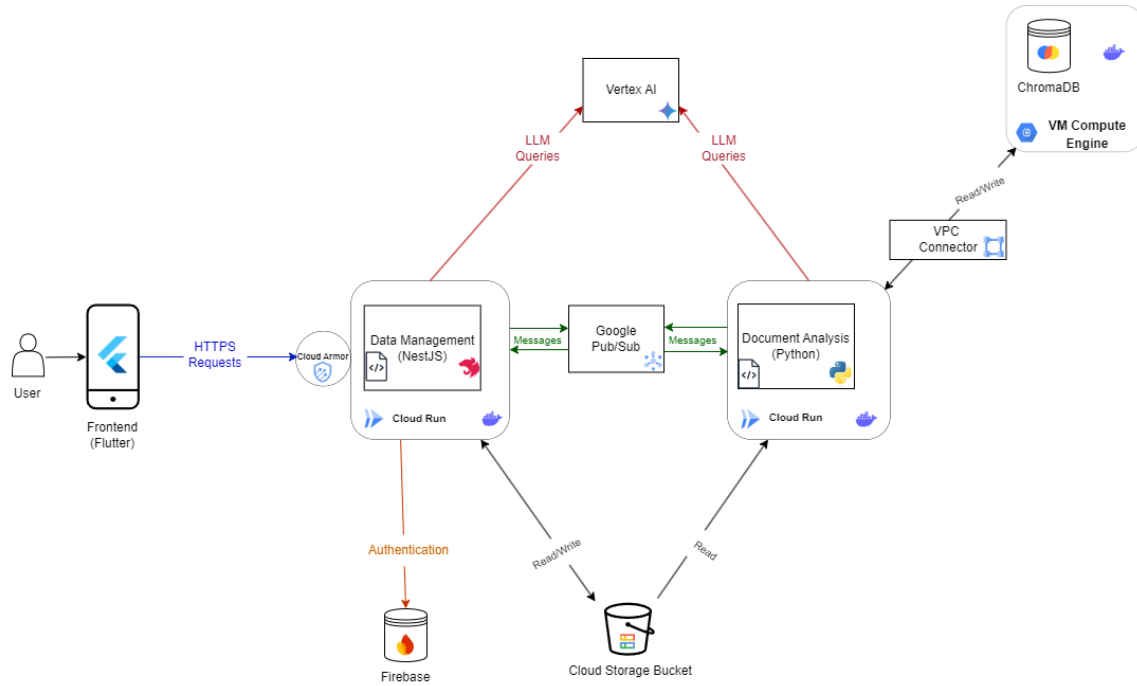 ChromaDB
VM Compute
Engine
Vertex AI
LLM
Queries
LLM
Queries
Read/Write
VPC
Connector
User
Frontend
(Flutter)
HTTPS
Requests
Cloud Armor
Data Management
(NestJS)
Cloud Run
Messages
Google
Pub/Sub
Messages
Document Analysis
(Python)
Cloud Run
Authentication
Read/Write
Read
Firebase
Cloud Storage Bucket